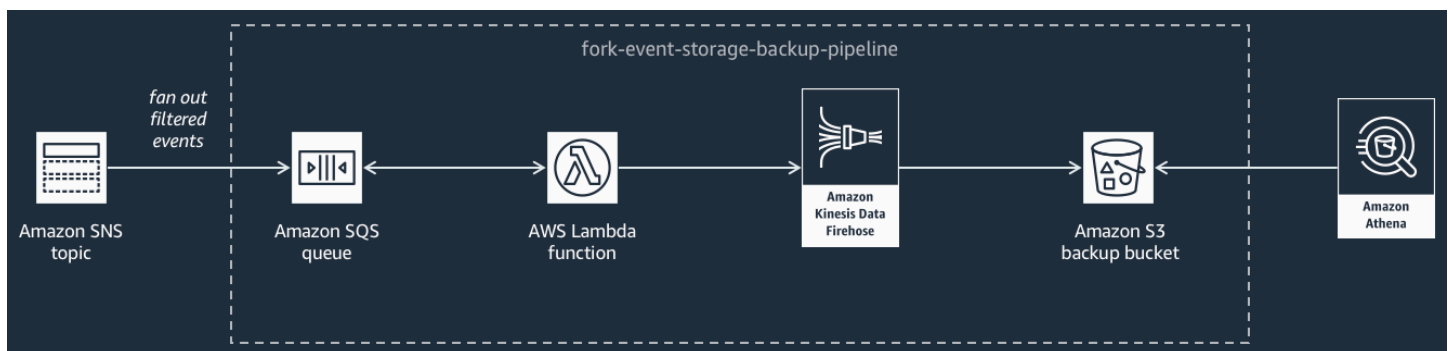 fork-event-storage-backup-pipeline
fan out
filtered
events
Amazon SNS
topic
Amazon SQS
queue
AWS Lambda
function
Amazon
Kinesis Data
Firehose
Amazon S3
backup bucket
Amazon
Athena